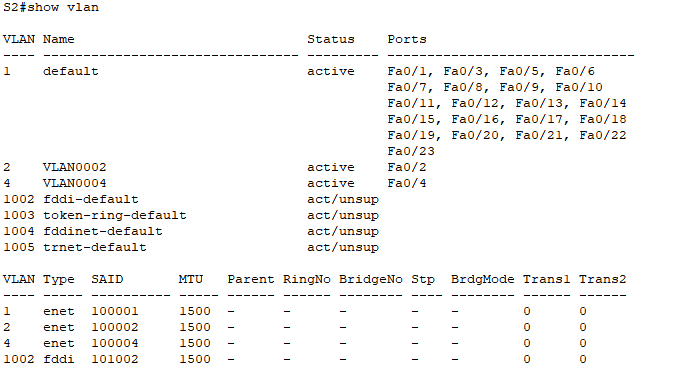 S2#show vlan
VLAN Name                             Status    Ports
---- -------------------------------- --------- -------------------------------
1    default                          active    Fa0/1, Fa0/3, Fa0/5, Fa0/6
                                                Fa0/7, Fa0/8, Fa0/9, Fa0/10
                                                Fa0/11, Fa0/12, Fa0/13, Fa0/14
                                                Fa0/15, Fa0/16, Fa0/17, Fa0/18
                                                Fa0/19, Fa0/20, Fa0/21, Fa0/22
                                                Fa0/23
2    VLAN0002                         active    Fa0/2
4    VLAN0004                         active    Fa0/4
1002 fddi-default                     act/unsup
1003 token-ring-default               act/unsup
1004 fddinet-default                  act/unsup
1005 trnet-default                    act/unsup
VLAN Type  SAID       MTU   Parent RingNo BridgeNo Stp  BrdgMode Trans1 Trans2
---- ----- ---------- ----- ------ ------ -------- ---- -------- ------ ------
1    enet  100001     1500  -      -      -        -    -        0      0
2    enet  100002     1500  -      -      -        -    -        0      0
4    enet  100004     1500  -      -      -        -    -        0      0
1002 fddi  101002     1500  -      -      -        -    -        0      0